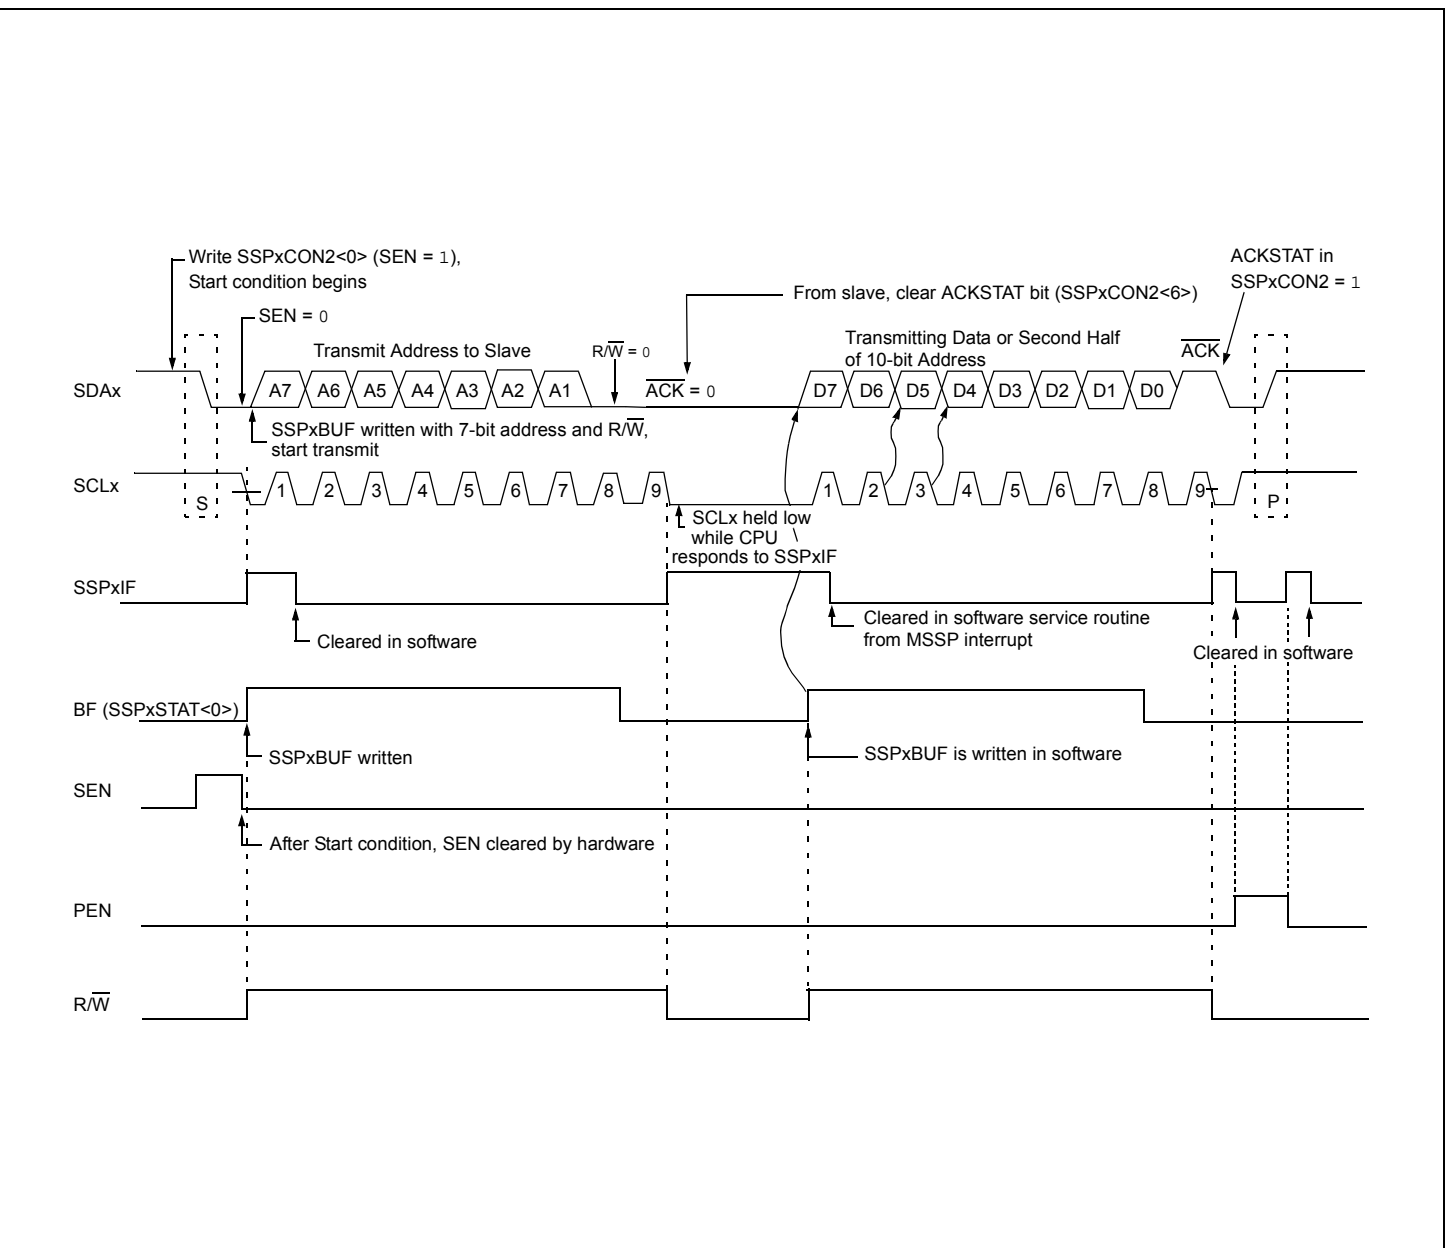 Write SSPxCON2<0> (SEN = 1),
Start condition begins
ACKSTAT in
SSPxCON2 = 1
From slave, clear ACKSTAT bit (SSPxCON2<6>)
SEN = 0
Transmit Address to Slave
R/W̅ = 0
Transmitting Data or Second Half
of 10-bit Address
A̅C̅K̅
SDAx
A7 A6 A5 A4 A3 A2 A1
A̅C̅K̅ = 0
D7 D6 D5 D4 D3 D2 D1 D0
SSPxBUF written with 7-bit address and R/W̅,
start transmit
SCLx
S
1 2 3 4 5 6 7 8 9
1 2 3 4 5 6 7 8 9
P
SCLx held low
while CPU
responds to SSPxIF
SSPxIF
Cleared in software
Cleared in software service routine
from MSSP interrupt
Cleared in software
BF (SSPxSTAT<0>)
SSPxBUF written
SSPxBUF is written in software
SEN
After Start condition, SEN cleared by hardware
PEN
R/W̅